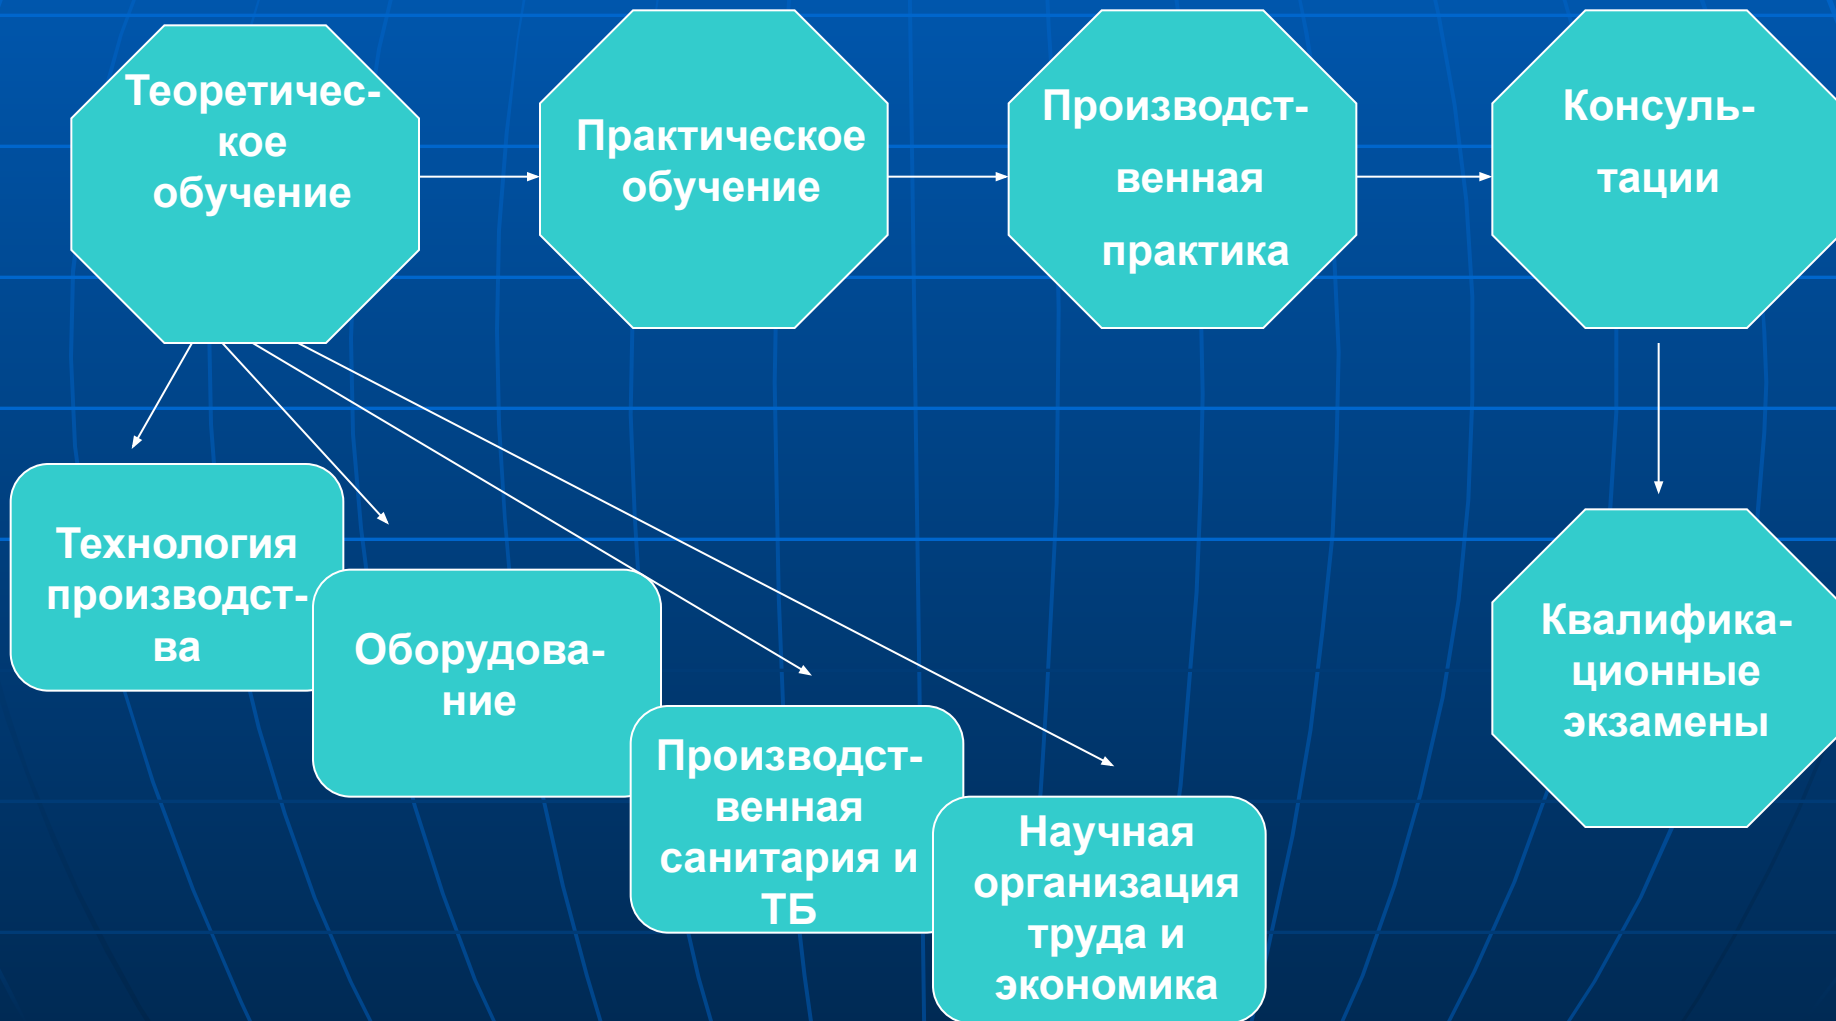 Теоретичес-
кое
обучение
Практическое
обучение
Производст-
венная
практика
Консуль-
тации
Технология
производст-
ва
Оборудова-
ние
Производст-
венная
санитария и
ТБ
Научная
организация
труда и
экономика
Квалифика-
ционные
экзамены